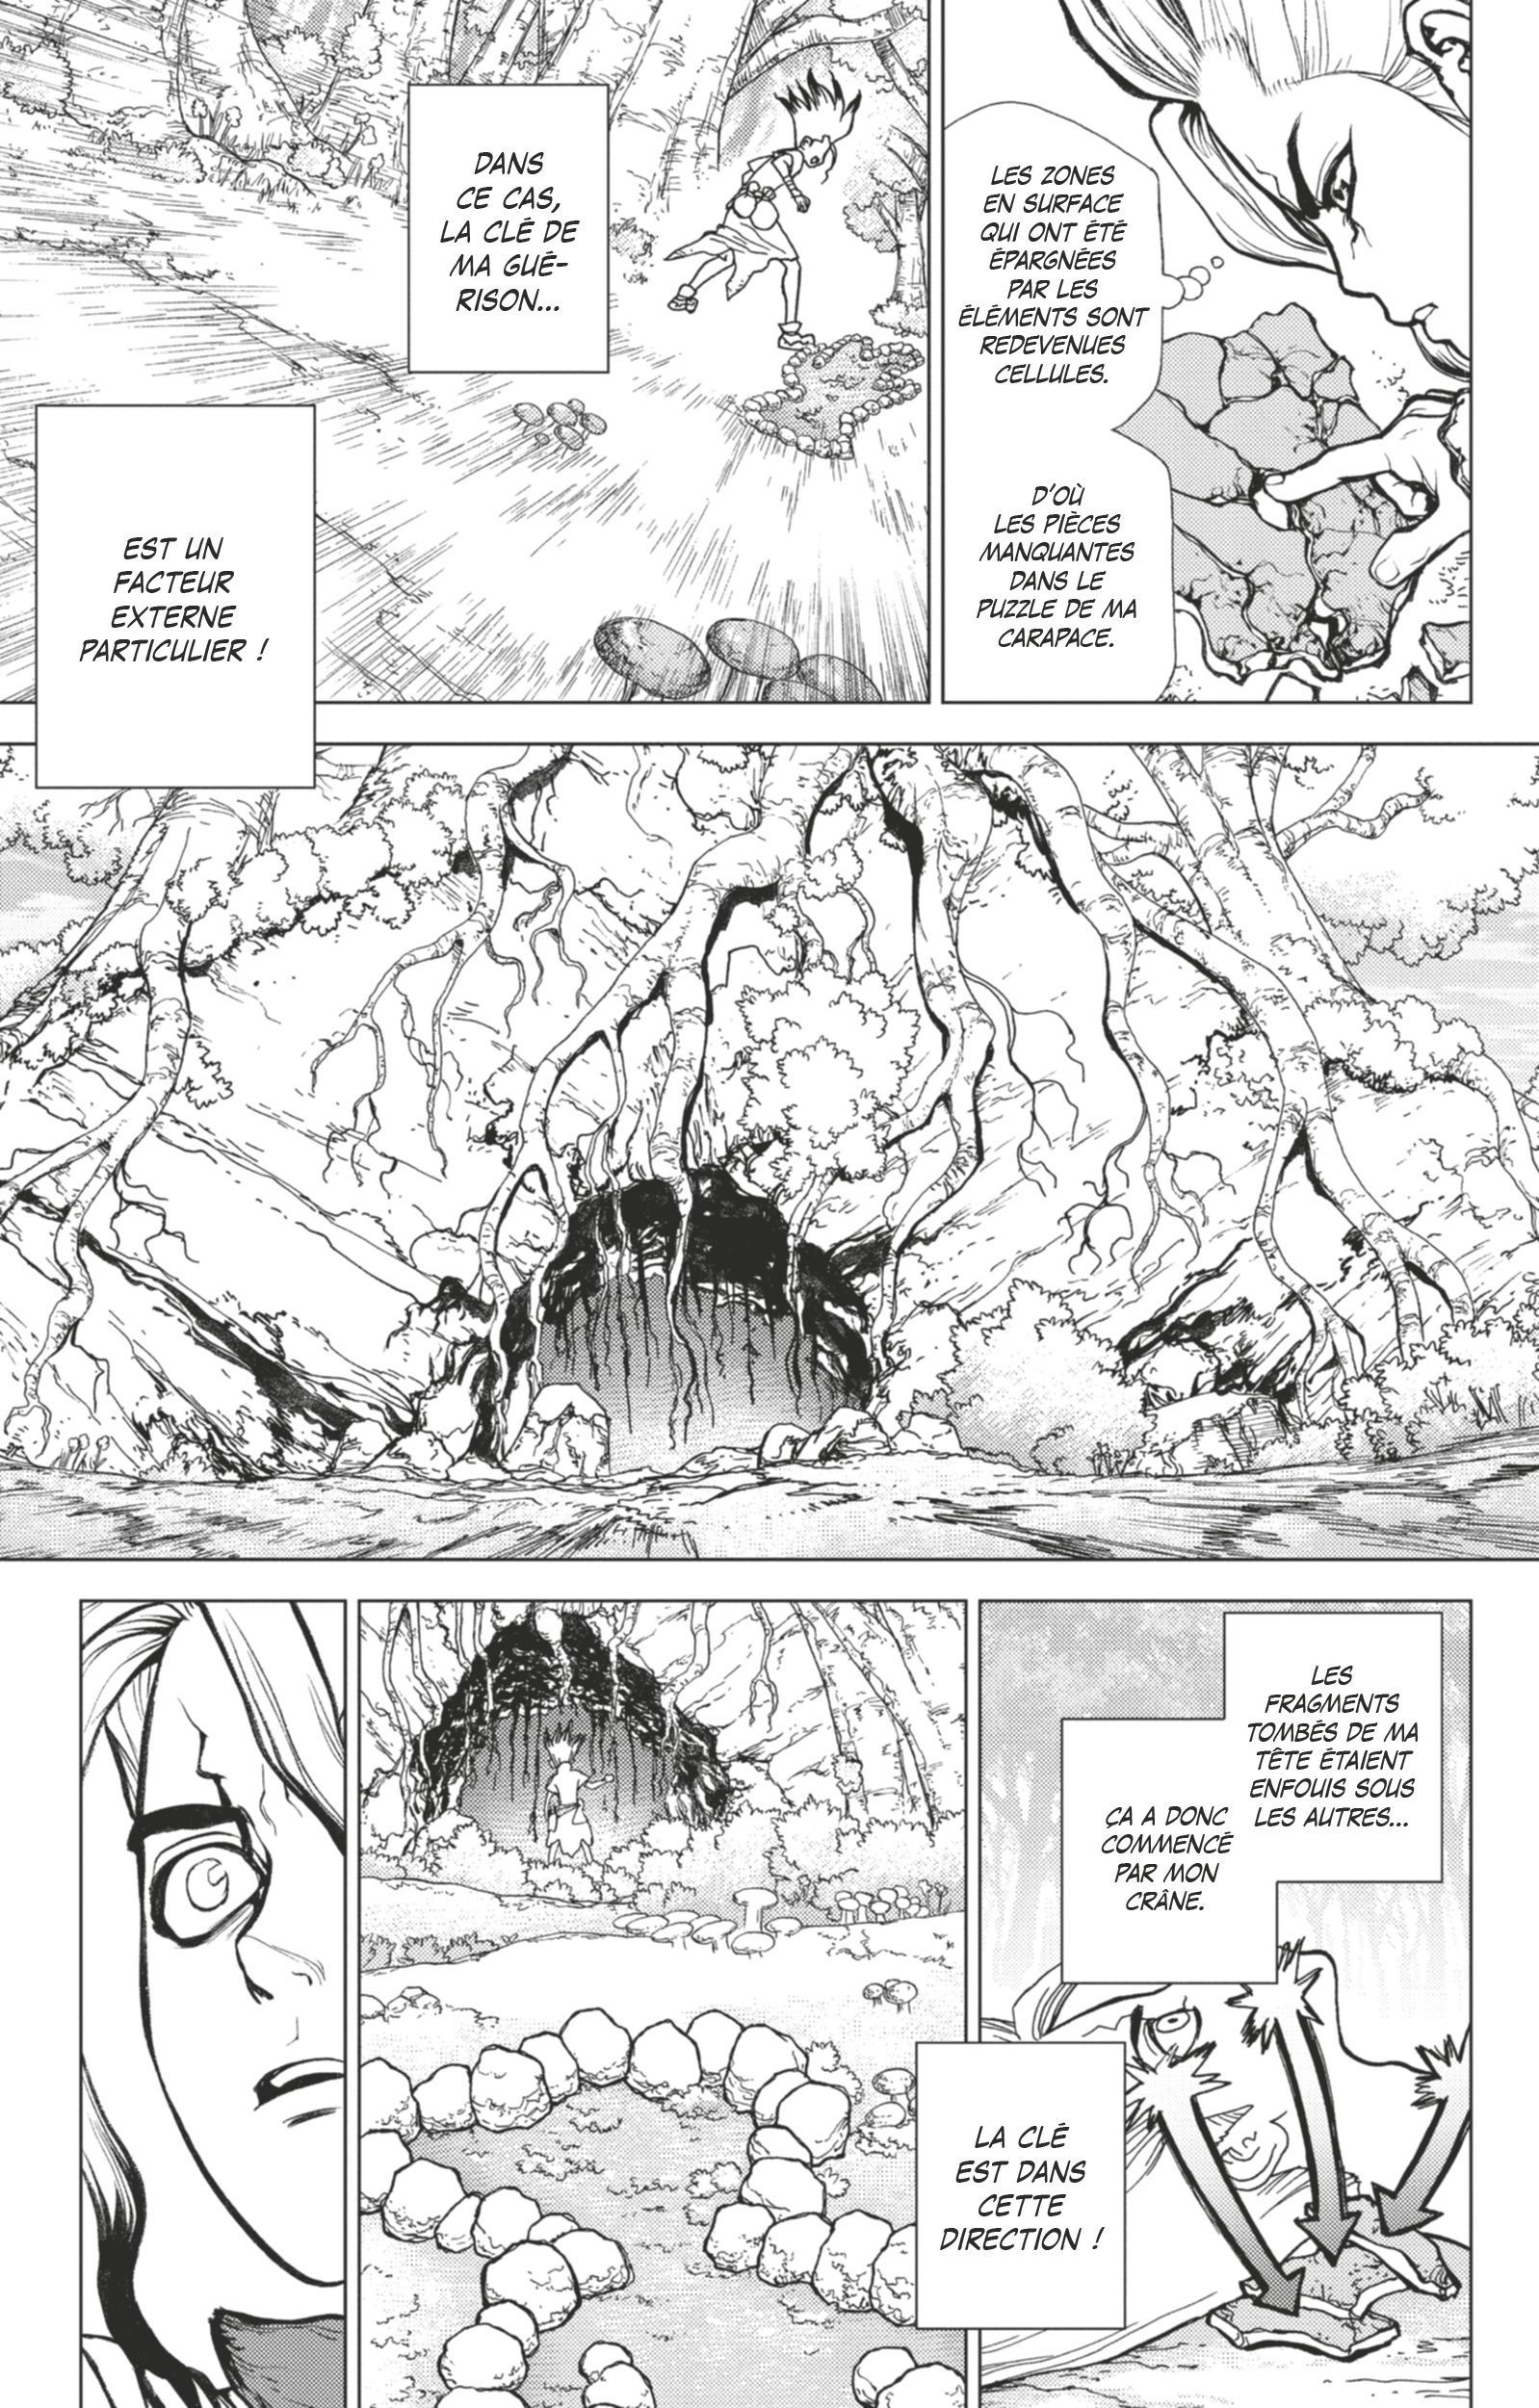 LES ZONES
EN SURFACE
QUI ONT ÉTÉ
ÉPARGNÉES
PAR LES
ÉLÉMENTS SONT
REDEVENUES
CELLULES.
D'OÙ
LES PIÈCES
MANQUANTES
DANS LE
PUZZLE DE MA
CARAPACE.
DANS
CE CAS,
LA CLÉ DE
MA GUÉ-
RISON...
EST UN
FACTEUR
EXTERNE
PARTICULIER !
LES
FRAGMENTS
TOMBÉS DE MA
TÊTE ÉTAIENT
ENFOUIS SOUS
LES AUTRES...
ÇA A DONC
COMMENCÉ
PAR MON
CRÂNE.
LA CLÉ
EST DANS
CETTE
DIRECTION !